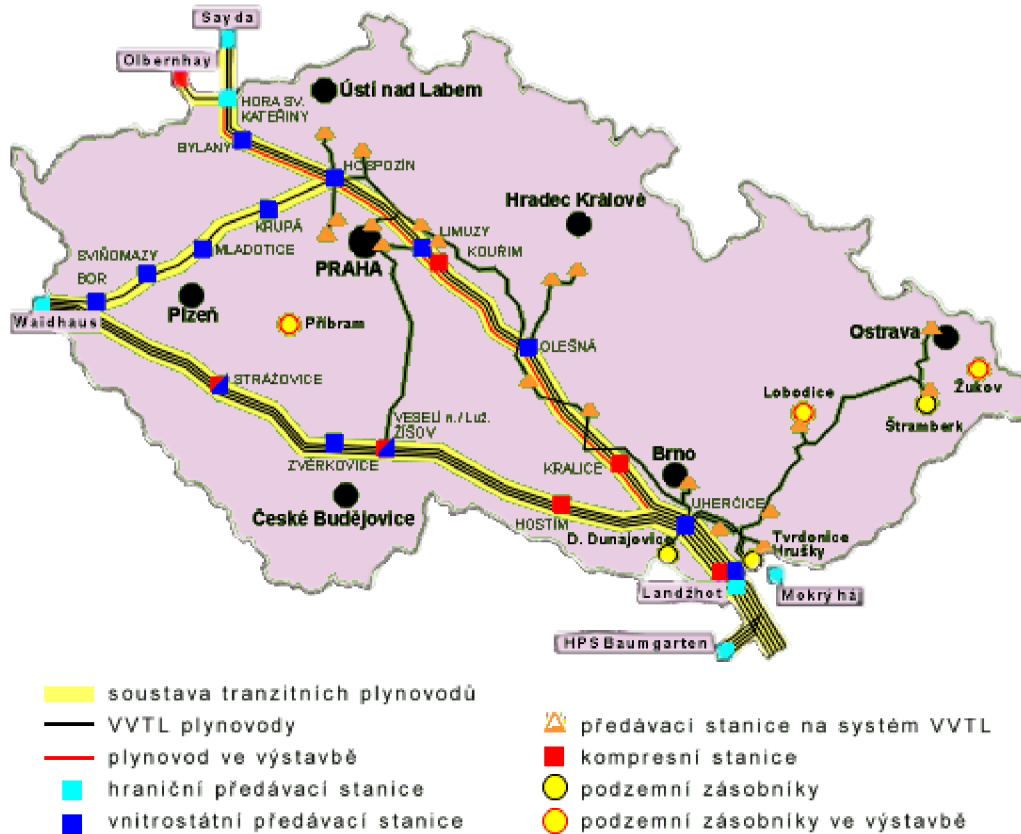 Sayda
Olbernhay
HORA SV.
KATEŘINY
Ústí nad Labem
BYLANY
HOSPOZÍN
Hradec Králové
KRUPÁ
LIMUZY
KOUŘIM
MLADOTICE
SVIŇOMAZY
BOR
PRAHA
Waidhaus
Plzeň
Příbram
OLEŠNÁ
Ostrava
Žukov
STRÁŽOVICE
Lobodice
Štramberk
VESELÍ n./Luž.
ŽÍŠOV
ZVĚRKOVICE
KRALICE
Brno
České Budějovice
HOSTÍM
UHERČICE
D. Dunajovice
Tvrdonice
Hrušky
Landžhot
Mokrý háj
HPS Baumgarten
soustava tranzitních plynovodů
VVTL plynovody
plynovod ve výstavbě
hraniční předávací stanice
vnitrostátní předávací stanice
předávací stanice na systém VVTL
kompresní stanice
podzemní zásobníky
podzemní zásobníky ve výstavbě